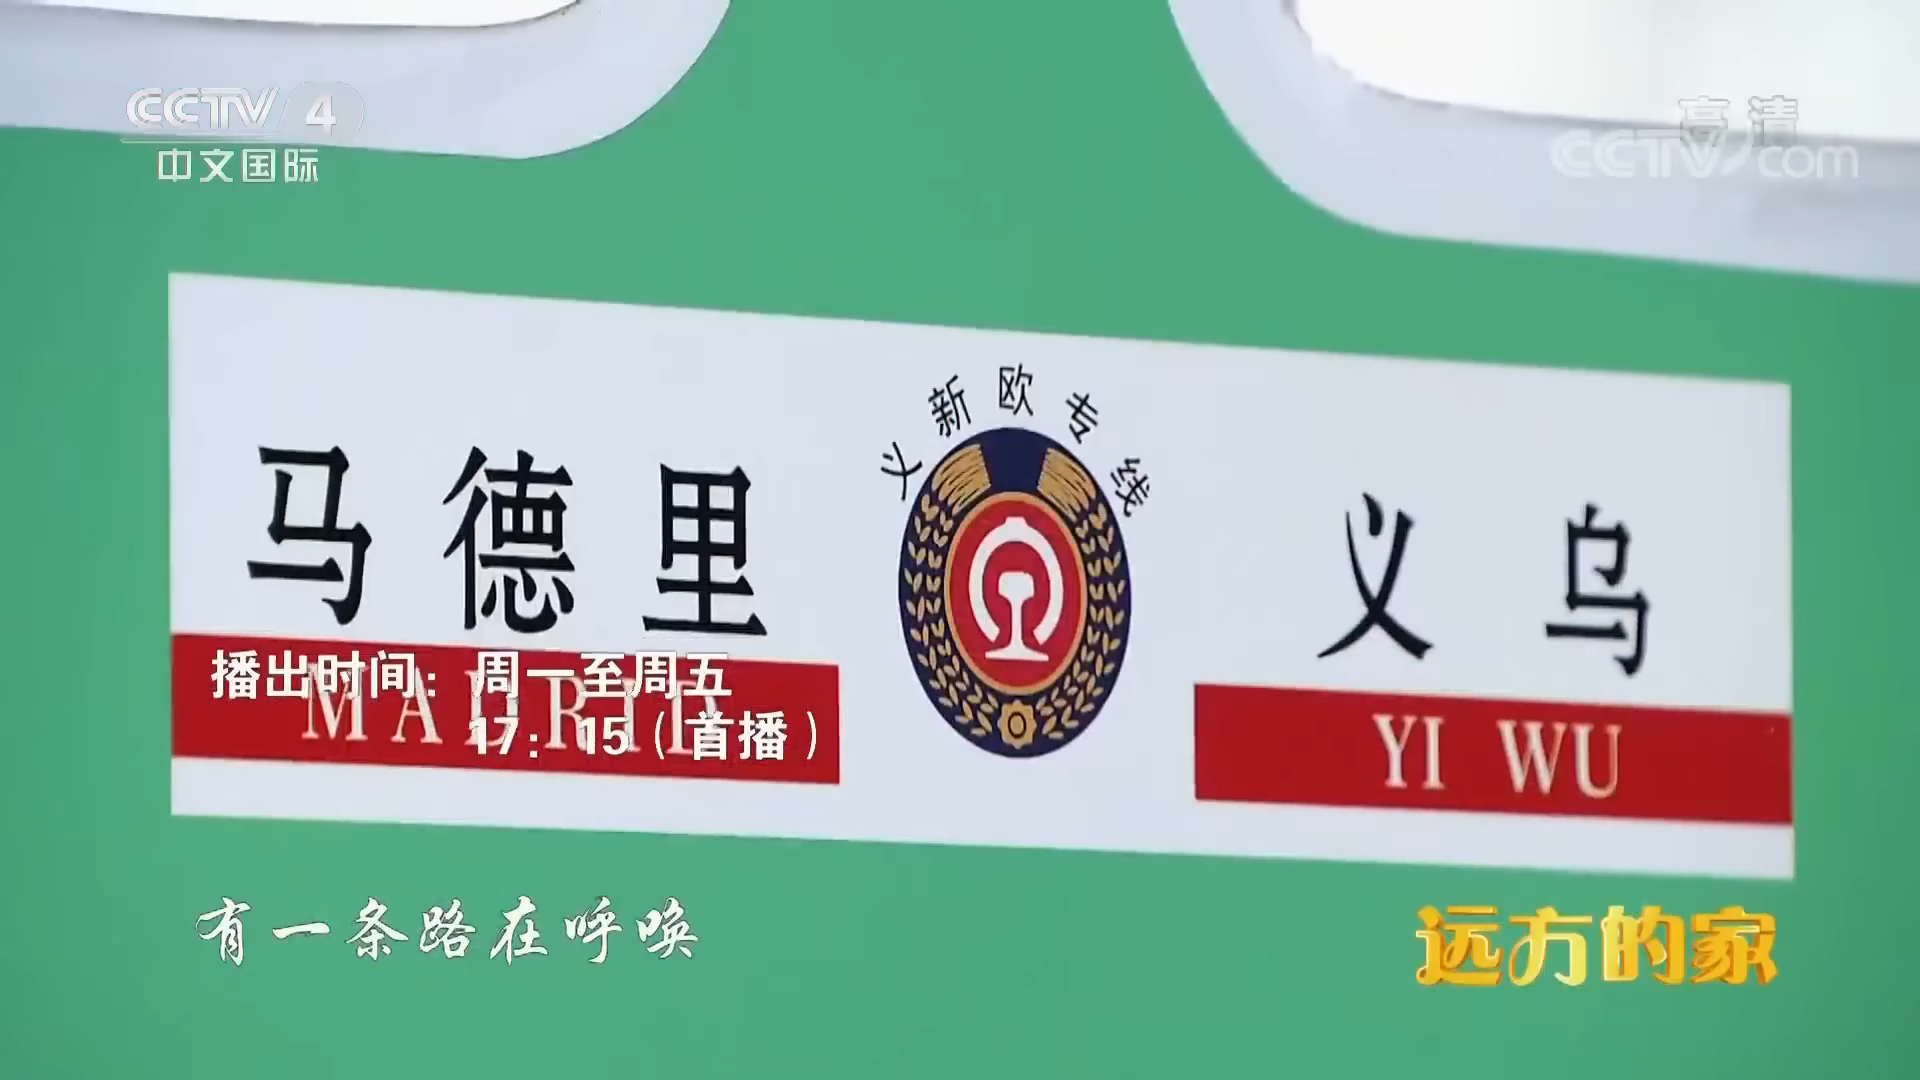 CCTV 4
中文国际
高清
CCTV.com
义新欧专线
马德里
义乌
MADRID
YI WU
播出时间：周一至周五
17：15（首播）
有一条路在呼唤
远方的家